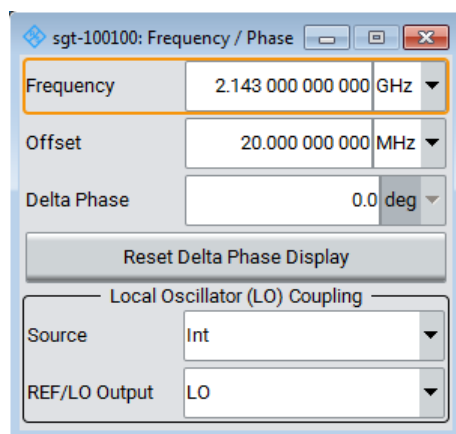 sgt-100100: Frequency / Phase
Frequency 2.143 000 000 000 GHz
Offset 20.000 000 000 MHz
Delta Phase 0.0 deg
Reset Delta Phase Display
Local Oscillator (LO) Coupling
Source Int
REF/LO Output LO